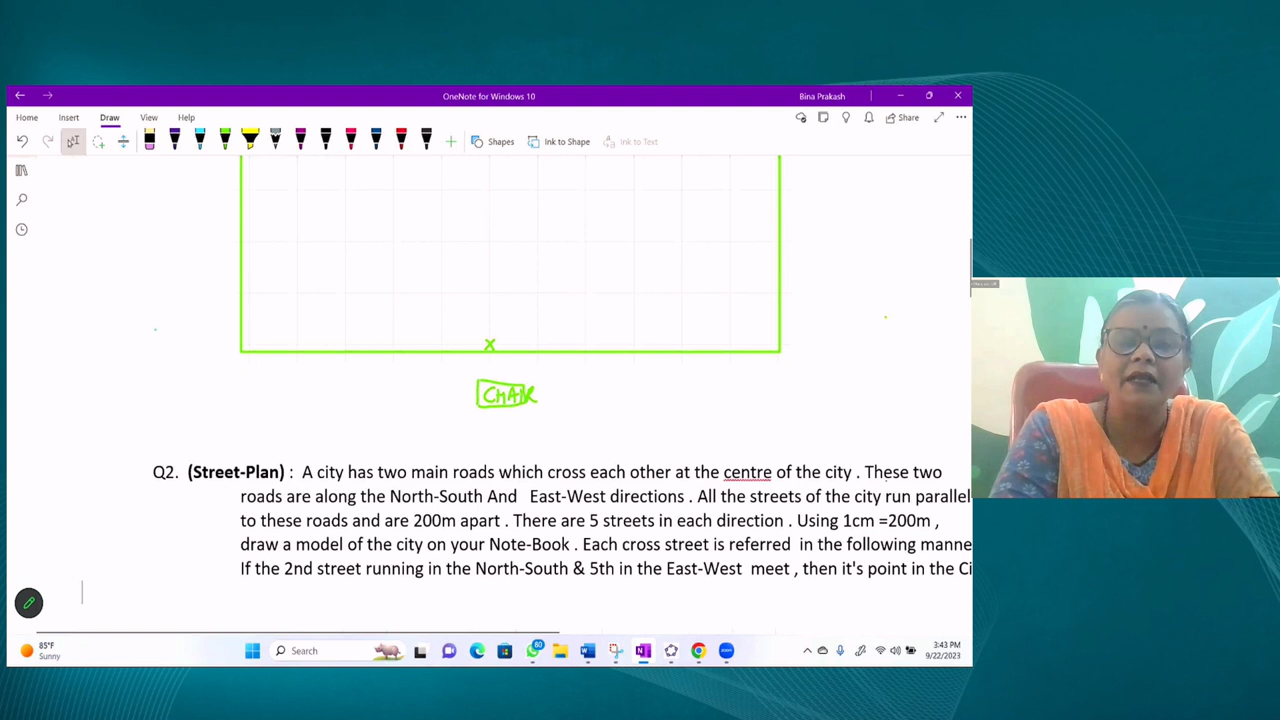 OneNote for Windows 10
Bina Prakash
Home Insert Draw View Help
Share
Shapes
Ink to Shape
Ink to Text
x
CHAIR
Q2. (Street-Plan) : A city has two main roads which cross each other at the centre of the city . These two
roads are along the North-South And East-West directions . All the streets of the city run parallel
to these roads and are 200m apart . There are 5 streets in each direction . Using 1cm =200m ,
draw a model of the city on your Note-Book . Each cross street is referred in the following manne
If the 2nd street running in the North-South & 5th in the East-West meet , then it's point in the Ci
85°F
Sunny
Search
80
zoom
3:43 PM
9/22/2023